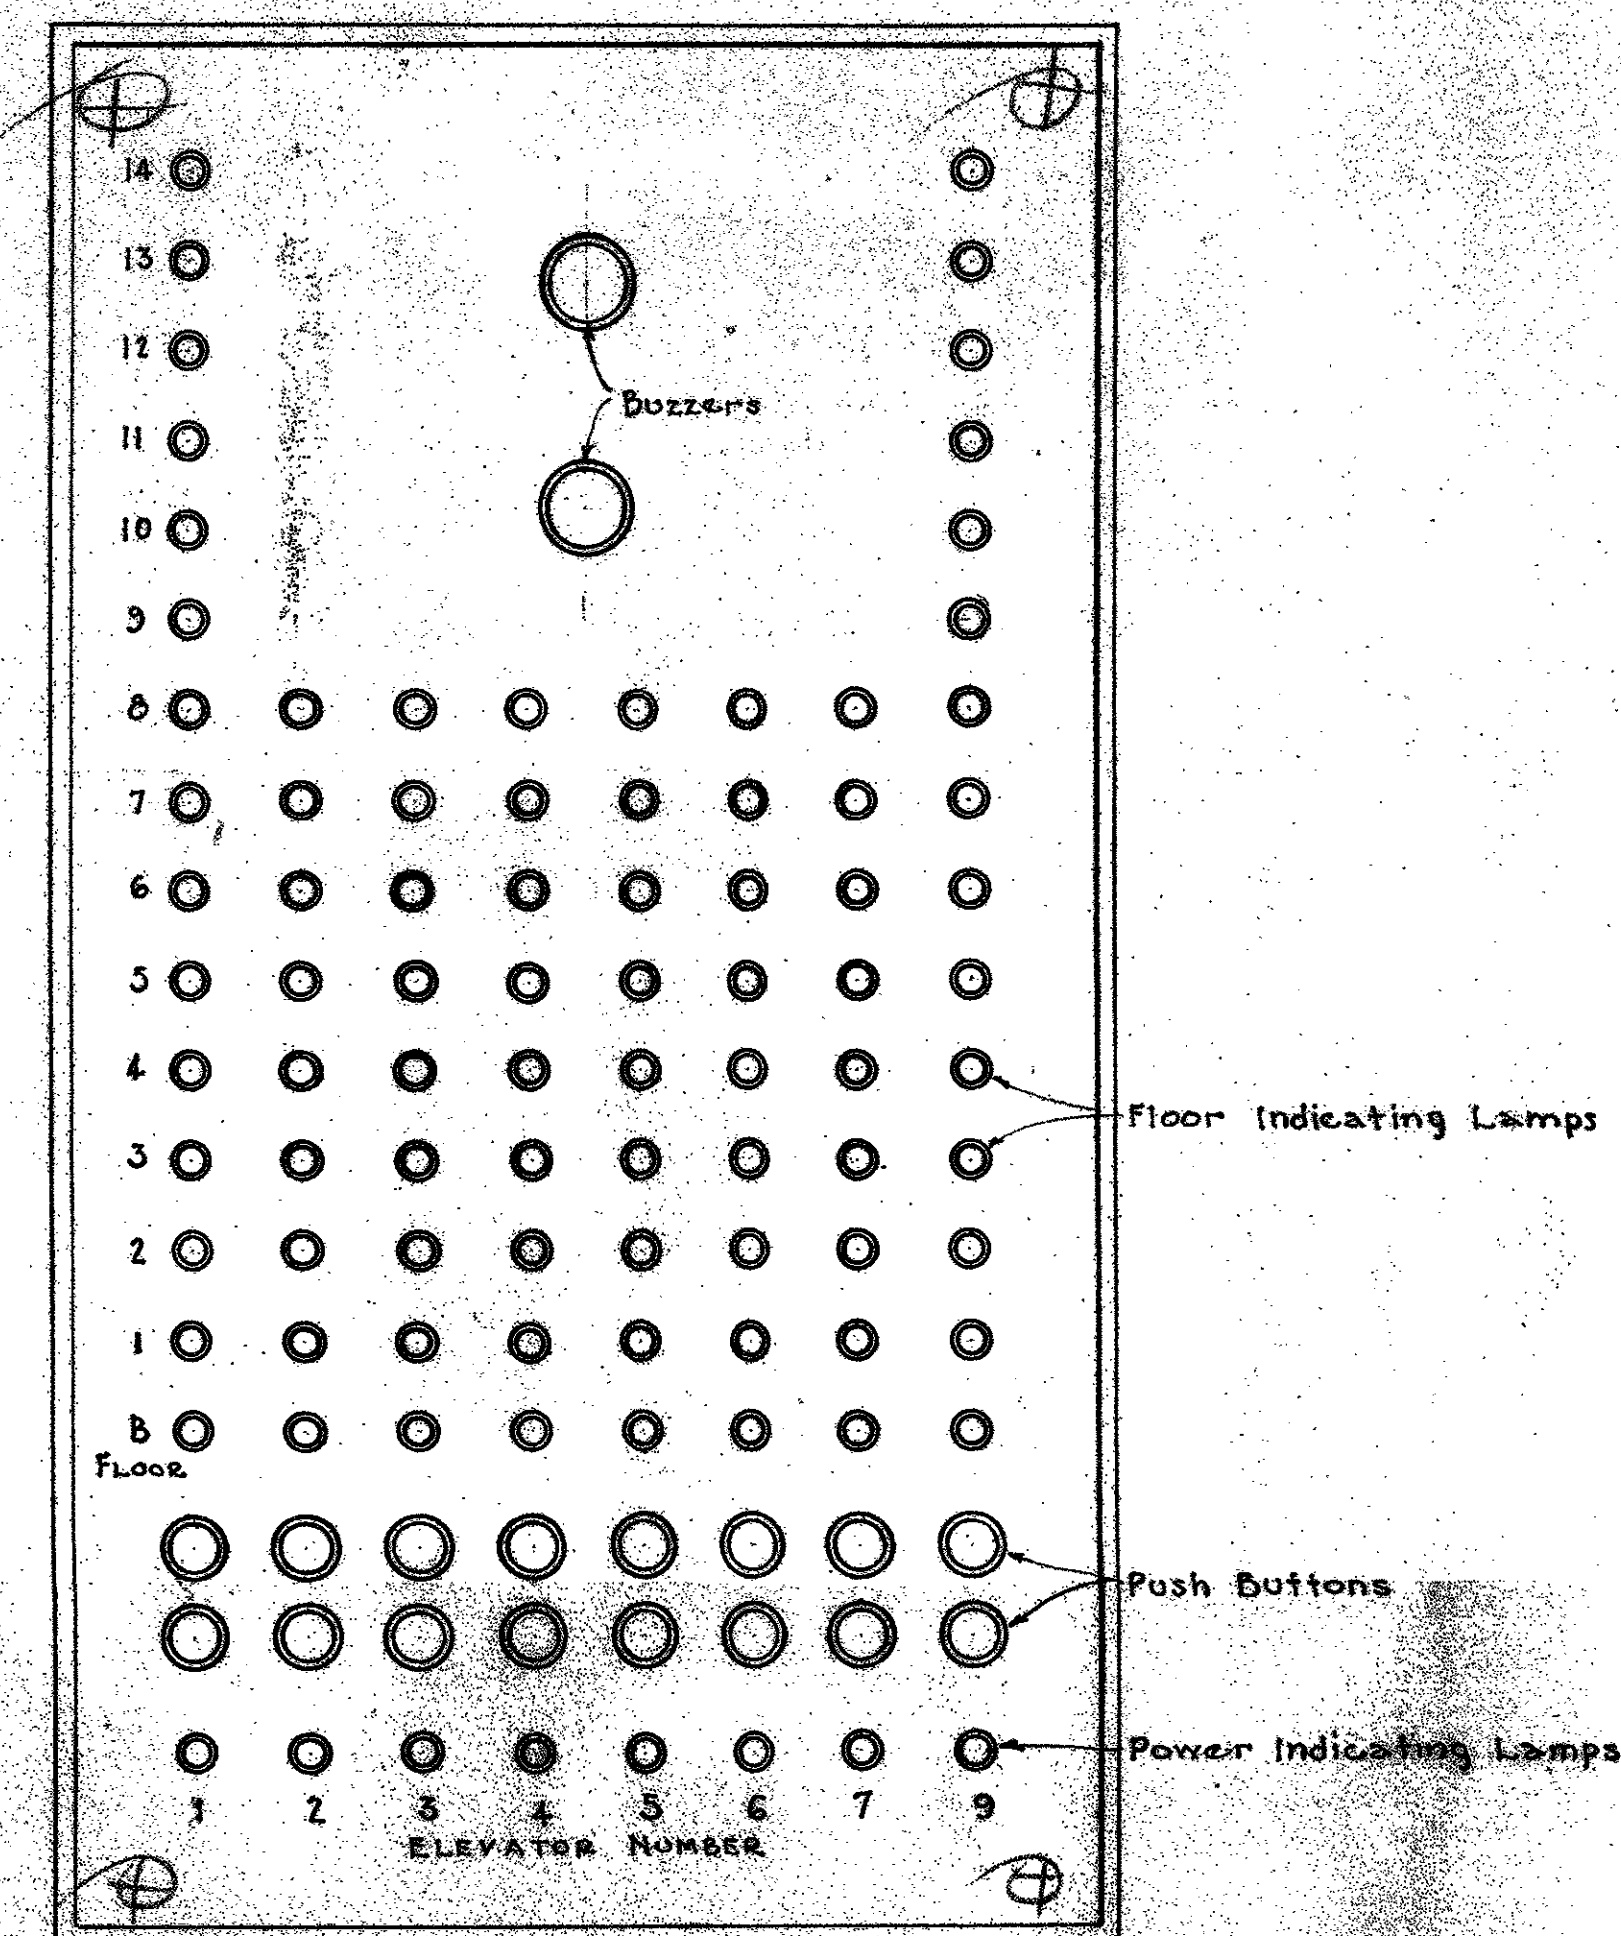 14
13
12
Buzzers
11
10
9
8
7
6
5
4
Floor Indicating Lamps
3
2
1
B
FLOOR
Push Buttons
Power Indicating Lamps
1 2 3 4 5 6 7 9
ELEVATOR NUMBER